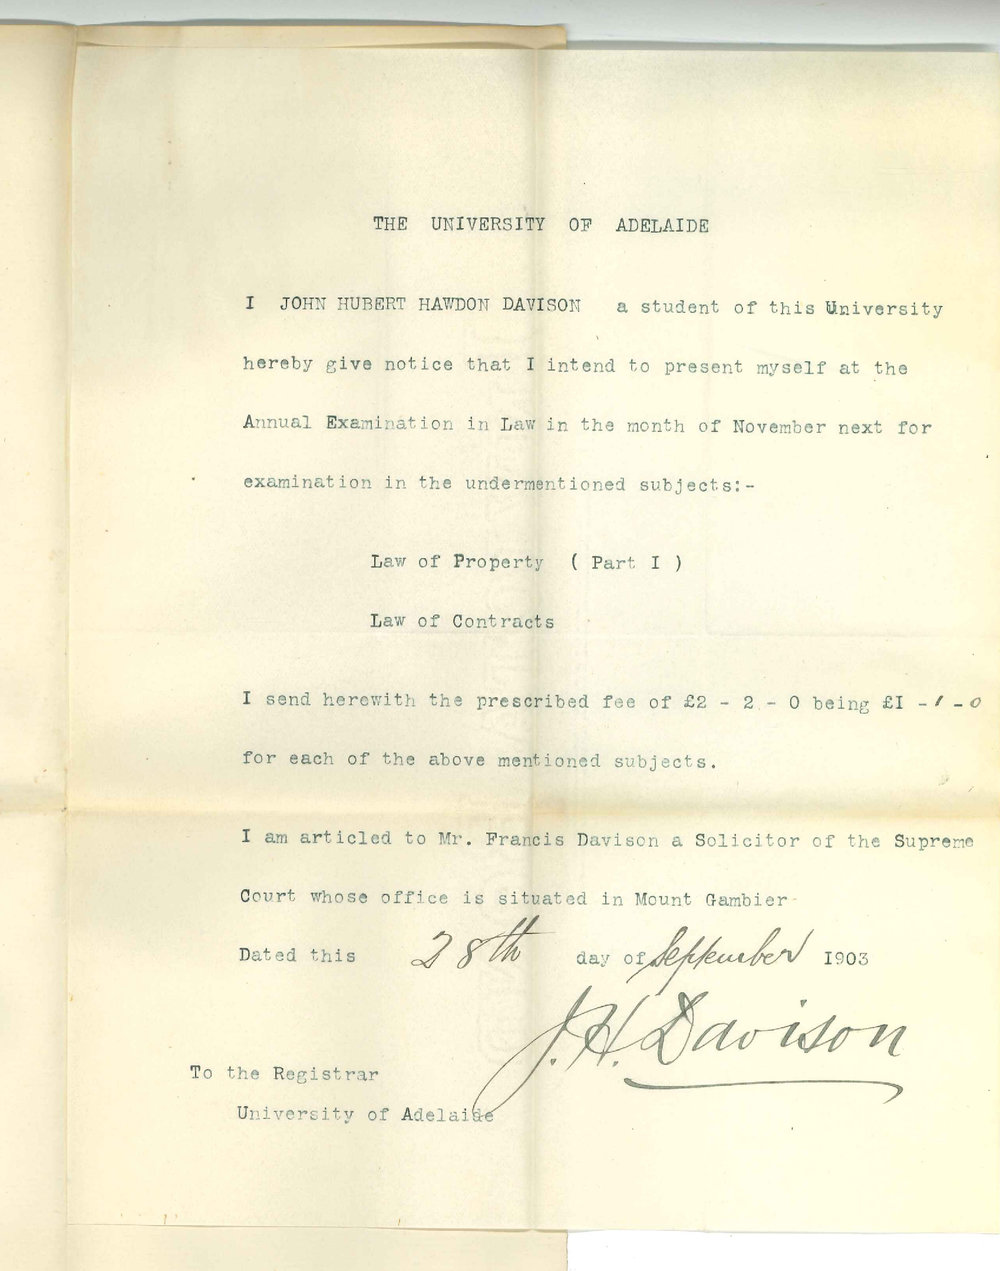 THE UNIVERSITY OF ADELAIDE
I JOHN HUBERT HAWDON DAVISON a student of this University
hereby give notice that I intend to present myself at the
Annual Examination in Law in the month of November next for
examination in the undermentioned subjects:-
Law of Property ( Part I )
Law of Contracts
I send herewith the prescribed fee of £2 - 2 - 0 being £1 - 1 - 0
for each of the above mentioned subjects.
I am articled to Mr. Francis Davison a Solicitor of the Supreme
Court whose office is situated in Mount Gambier
Dated this 28th day of September 1903
J. H. Davison
To the Registrar
University of Adelaide